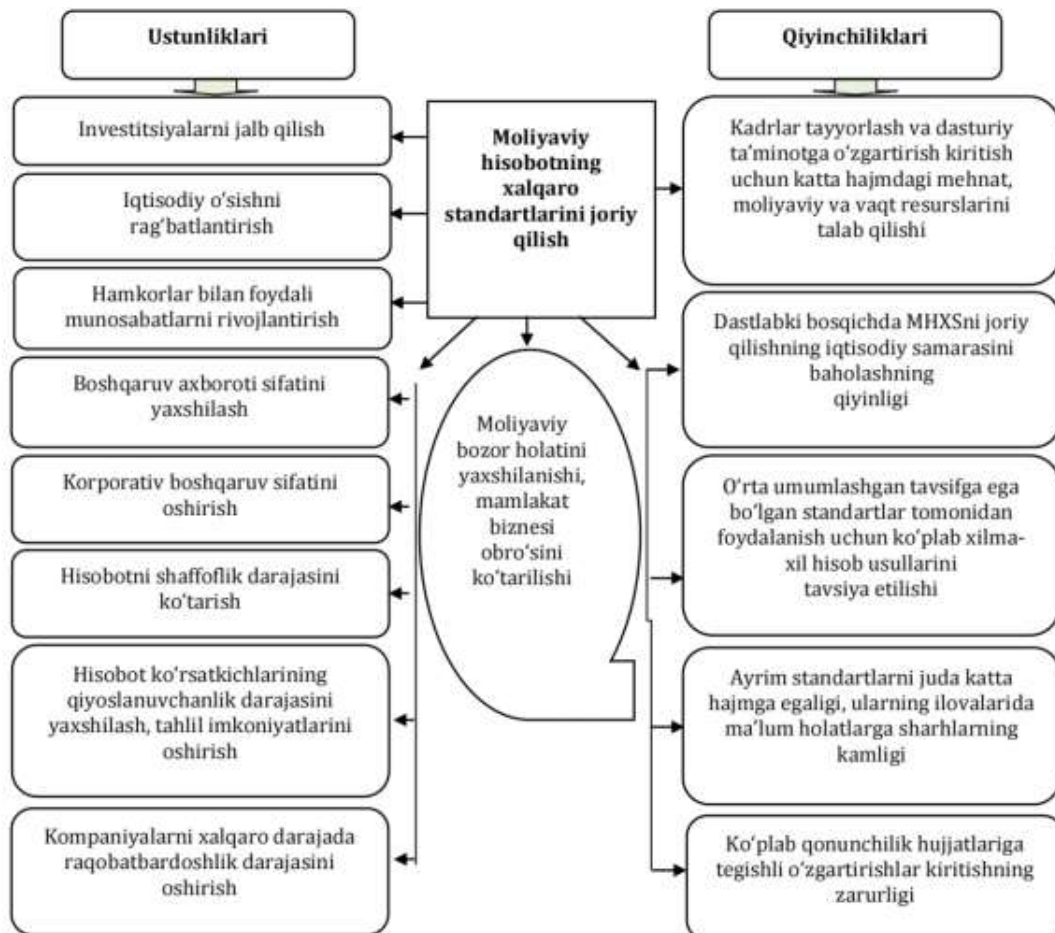 Ustunliklari
Investitsiyalarni jalb qilish
Iqtisodiy o‘sishni
rag‘batlantirish
Hamkorlar bilan foydali
munosabatlarni rivojlantirish
Boshqaruv axboroti sifatini
yaxshilash
Korporativ boshqaruv sifatini
oshirish
Hisobotni shaffoflik darajasini
ko‘tarish
Hisobot ko‘rsatkichlarining
qiyoslanuvchanlik darajasini
yaxshilash, tahlil imkoniyatlarini
oshirish
Kompaniyalarni xalqaro darajada
raqobatbardoshlik darajasini
oshirish
Moliyaviy
hisobotning
xalqaro
standartlarini joriy
qilish
Moliyaviy
bozor holatini
yaxshilanishi,
mamlakat
biznesi
obro‘sini
ko‘tarilishi
Qiyinchiliklari
Kadrlar tayyorlash va dasturiy
ta’minotga o‘zgartirish kiritish
uchun katta hajmdagi mehnat,
moliyaviy va vaqt resurslarini
talab qilishi
Dastlabki bosqichda MHXSni joriy
qilishning iqtisodiy samarasini
baholashning
qiyinligi
O‘rta umumlashgan tavsifga ega
bo‘lgan standartlar tomonidan
foydalanish uchun ko‘plab xilma-
xil hisob usullarini
tavsiya etilishi
Ayrim standartlarni juda katta
hajmga egaligi, ularning ilovalarida
ma’lum holatlarga sharhlarning
kamligi
Ko‘plab qonunchilik hujjatlariga
tegishli o‘zgartirishlar kiritishning
zarurligi